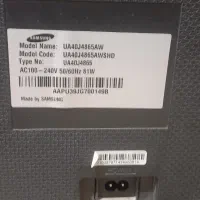 SAMSUNG
Model Name: UA40J4865AW
Model Code: UA40J4865AWSHD
Type No: UA40J4865
AC100~240V 50/60Hz 81W
Made by SAMSUNG